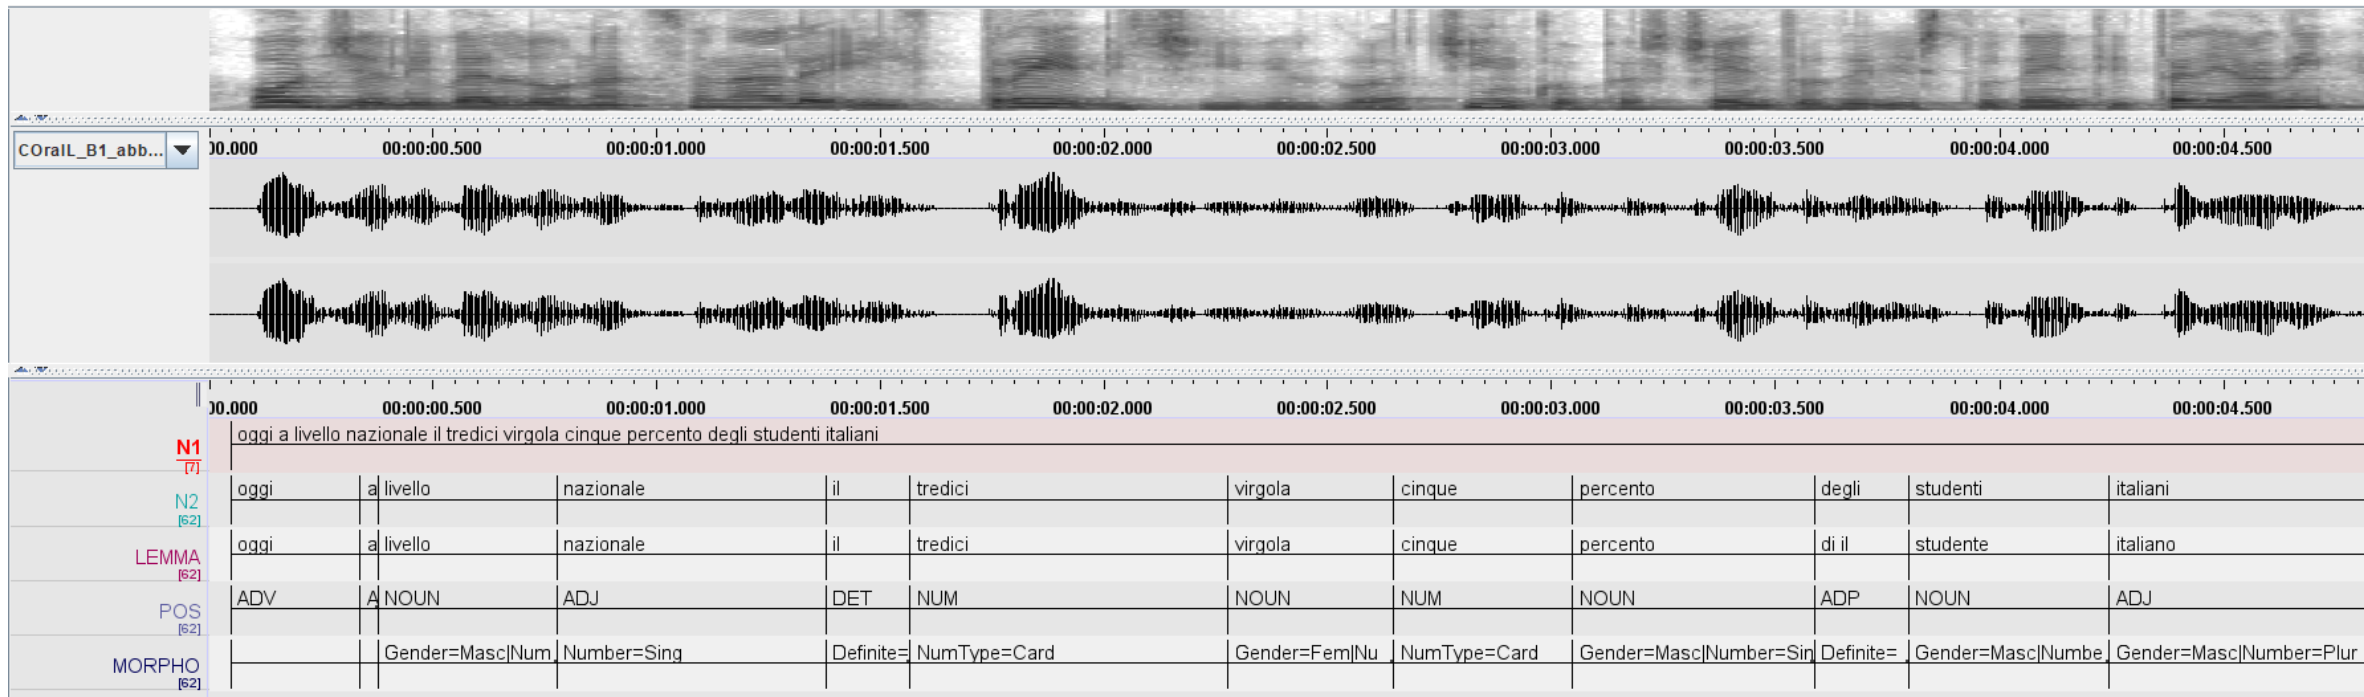 COralL_B1_abb...
00.000 00:00:00.500 00:00:01.000 00:00:01.500 00:00:02.000 00:00:02.500 00:00:03.000 00:00:03.500 00:00:04.000 00:00:04.500
00.000 00:00:00.500 00:00:01.000 00:00:01.500 00:00:02.000 00:00:02.500 00:00:03.000 00:00:03.500 00:00:04.000 00:00:04.500
N1 oggi a livello nazionale il tredici virgola cinque percento degli studenti italiani
[7]
N2 oggi a livello nazionale il tredici virgola cinque percento degli studenti italiani
[62]
LEMMA oggi a livello nazionale il tredici virgola cinque percento di il studente italiano
[62]
POS ADV A NOUN ADJ DET NUM NOUN NUM NOUN ADP NOUN ADJ
[62]
MORPHO Gender=Masc|Num Number=Sing Definite= NumType=Card Gender=Fem|Nu NumType=Card Gender=Masc|Number=Sin Definite= Gender=Masc|Numbe Gender=Masc|Number=Plur
[62]